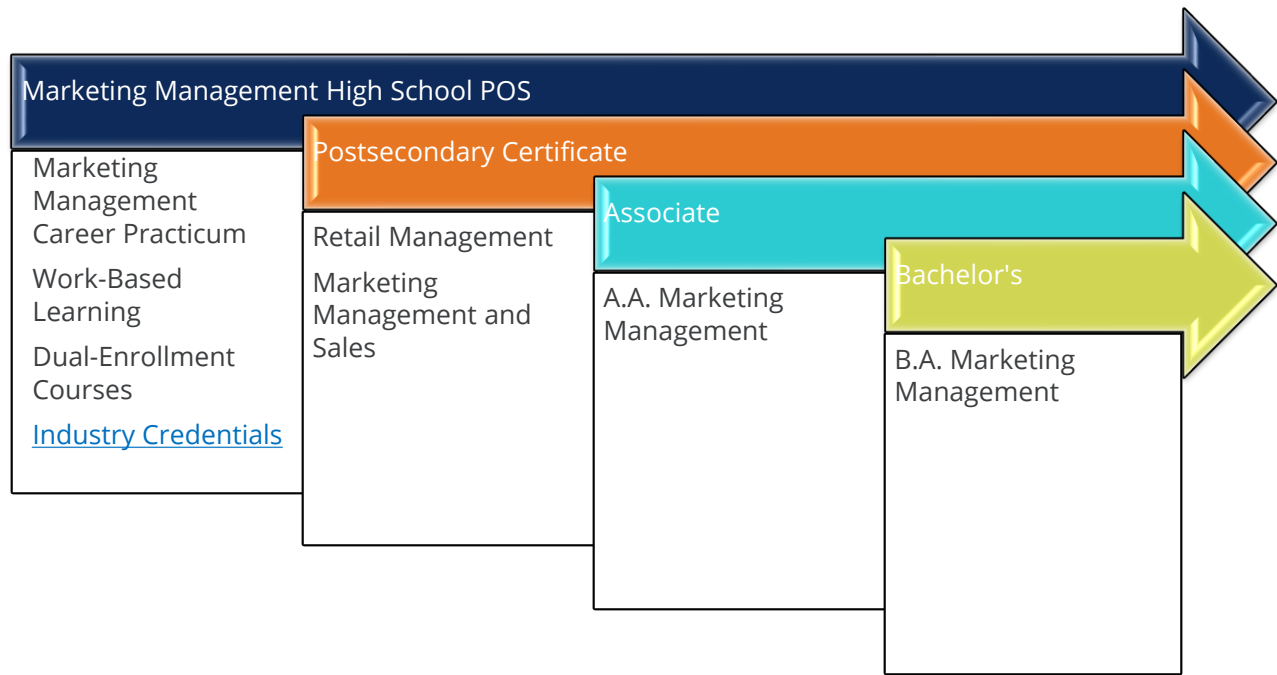 Marketing Management High School POS
Marketing
Management
Career Practicum
Work-Based
Learning
Dual-Enrollment
Courses
Industry Credentials
Postsecondary Certificate
Retail Management
Marketing
Management and
Sales
Associate
A.A. Marketing
Management
Bachelor's
B.A. Marketing
Management